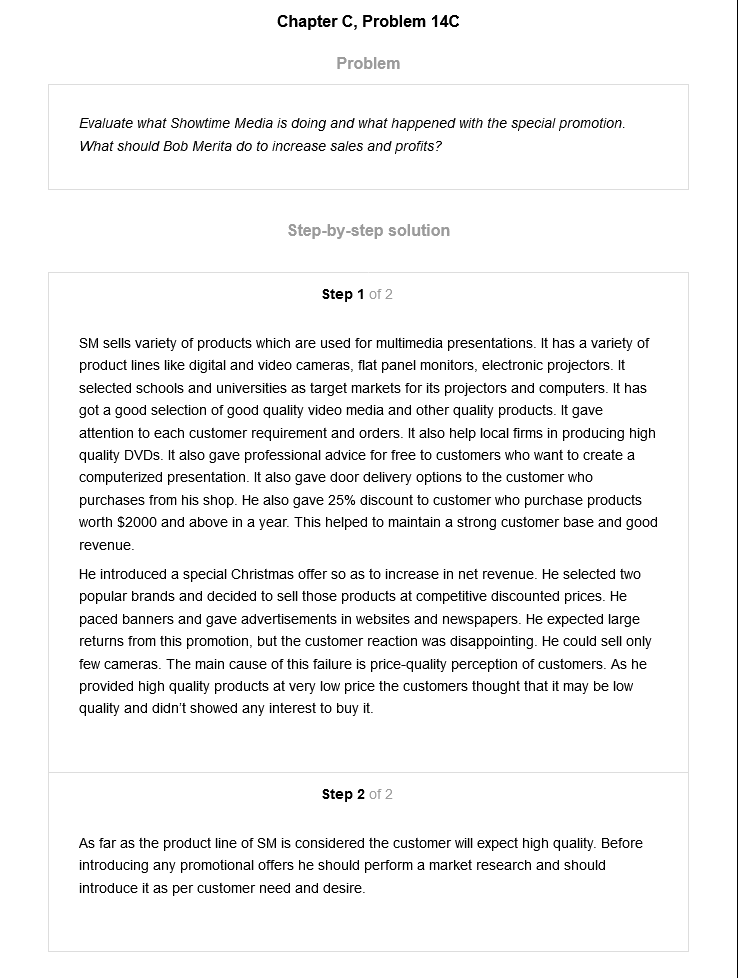 Chapter C, Problem 14C
Problem
Evaluate what Showtime Media is doing and what happened with the special promotion.
What should Bob Merita do to increase sales and profits?
Step-by-step solution
Step 1 of 2
SM sells variety of products which are used for multimedia presentations. It has a variety of
product lines like digital and video cameras, flat panel monitors, electronic projectors. It
selected schools and universities as target markets for its projectors and computers. It has
got a good selection of good quality video media and other quality products. It gave
attention to each customer requirement and orders. It also help local firms in producing high
quality DVDs. It also gave professional advice for free to customers who want to create a
computerized presentation. It also gave door delivery options to the customer who
purchases from his shop. He also gave 25% discount to customer who purchase products
worth $2000 and above in a year. This helped to maintain a strong customer base and good
revenue.
He introduced a special Christmas offer so as to increase in net revenue. He selected two
popular brands and decided to sell those products at competitive discounted prices. He
paced banners and gave advertisements in websites and newspapers. He expected large
returns from this promotion, but the customer reaction was disappointing. He could sell only
few cameras. The main cause of this failure is price-quality perception of customers. As he
provided high quality products at very low price the customers thought that it may be low
quality and didn't showed any interest to buy it.
Step 2 of 2
As far as the product line of SM is considered the customer will expect high quality. Before
introducing any promotional offers he should perform a market research and should
introduce it as per customer need and desire.